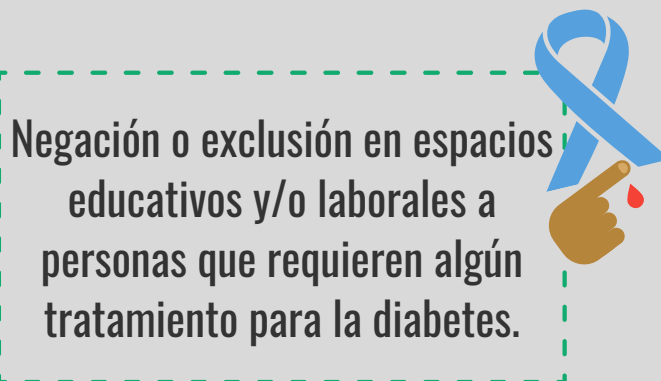 Negación o exclusión en espacios
educativos y/o laborales a
personas que requieren algún
tratamiento para la diabetes.